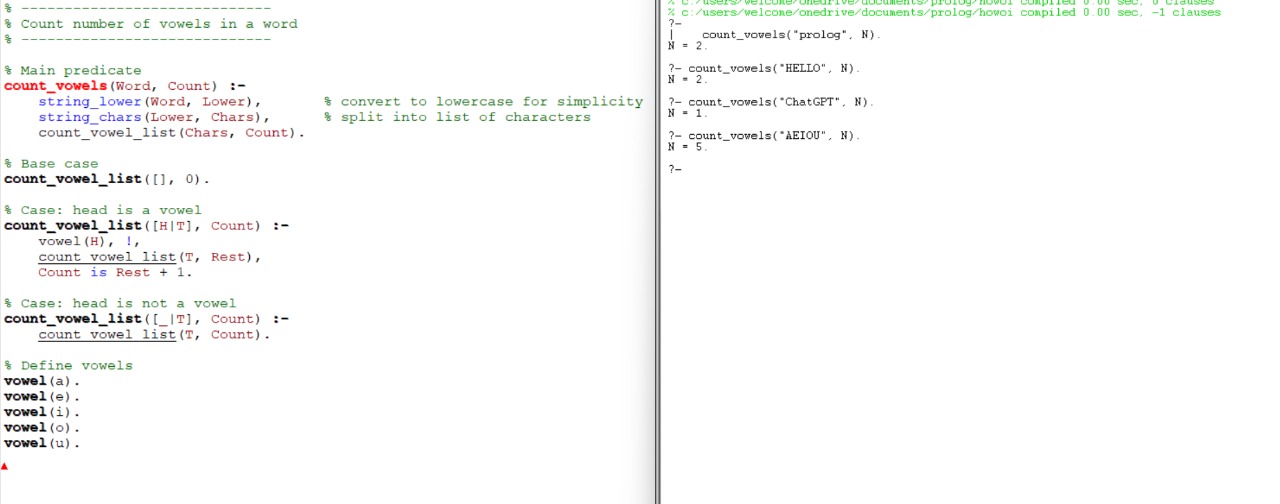 % -----------------------------
% Count number of vowels in a word
% -----------------------------
% Main predicate
count_vowels(Word, Count) :-
    string_lower(Word, Lower),       % convert to lowercase for simplicity
    string_chars(Lower, Chars),      % split into list of characters
    count_vowel_list(Chars, Count).
% Base case
count_vowel_list([], 0).
% Case: head is a vowel
count_vowel_list([H|T], Count) :-
    vowel(H), !,
    count_vowel_list(T, Rest),
    Count is Rest + 1.
% Case: head is not a vowel
count_vowel_list([_|T], Count) :-
    count_vowel_list(T, Count).
% Define vowels
vowel(a).
vowel(e).
vowel(i).
vowel(o).
vowel(u).
% c:/users/welcome/onedrive/documents/prolog/howoi compiled 0.00 sec, 0 clauses
% c:/users/welcome/onedrive/documents/prolog/howoi compiled 0.00 sec, -1 clauses
?-
|    count_vowels("prolog", N).
N = 2.
?- count_vowels("HELLO", N).
N = 2.
?- count_vowels("ChatGPT", N).
N = 1.
?- count_vowels("AEIOU", N).
N = 5.
?-